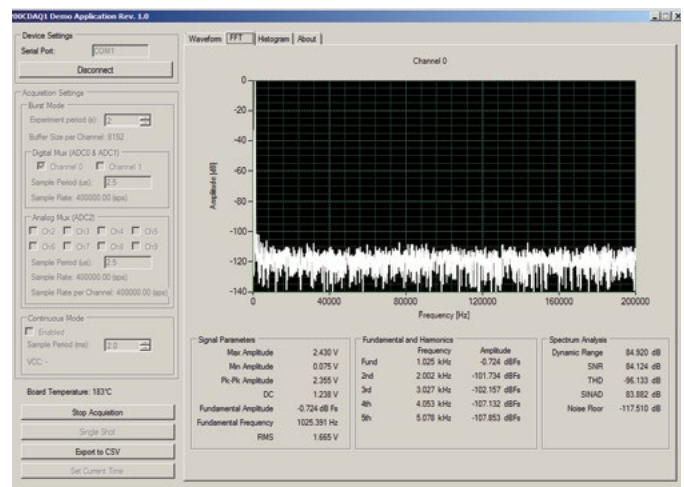 00CDAQ1 Demo Application Rev. 1.0
Device Settings
Serial Port: COM1
Disconnect
Acquisition Settings
Burst Mode
Experiment period (s): 2
Buffer Size per Channel: 8192
Digital Mux (ADC0 & ADC1)
Channel 0 Channel 1
Sample Period (us): 2.5
Sample Rate: 400000.00 (sps)
Analog Mux (ADC2)
Ch2 Ch3 Ch4 Ch5
Ch6 Ch7 Ch8 Ch9
Sample Period (us): 2.5
Sample Rate: 400000.00 (sps)
Sample Rate per Channel: 400000.00 (sps)
Continuous Mode
Enabled
Sample Period (ms): 2.0
VCC: -
Board Temperature: 183°C
Stop Acquisition
Single Shot
Export to CSV
Set Current Time
Waveform FFT Histogram About
Channel 0
Amplitude [dB]
0
-20
-40
-60
-80
-100
-120
-140
0 40000 80000 120000 160000 200000
Frequency [Hz]
Signal Parameters
Max Amplitude 2.430 V
Min Amplitude 0.075 V
Pk-Pk Amplitude 2.355 V
DC 1.238 V
Fundamental Amplitude -0.724 dB Fs
Fundamental Frequency 1025.391 Hz
RMS 1.665 V
Fundamental and Harmonics
Frequency Amplitude
Fund 1.025 kHz -0.724 dBFs
2nd 2.002 kHz -101.734 dBFs
3rd 3.027 kHz -102.157 dBFs
4th 4.053 kHz -107.132 dBFs
5th 5.078 kHz -107.853 dBFs
Spectrum Analysis
Dynamic Range 84.920 dB
SNR 84.124 dB
THD -96.133 dB
SINAD 83.882 dB
Noise Floor -117.510 dB